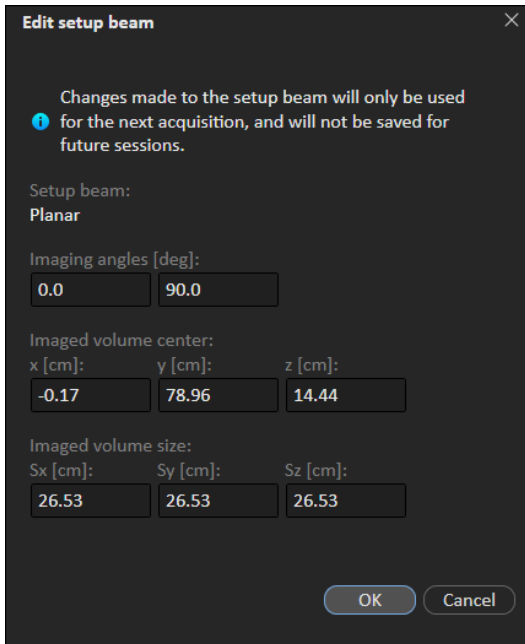 Edit setup beam
Changes made to the setup beam will only be used
for the next acquisition, and will not be saved for
future sessions.
Setup beam:
Planar
Imaging angles [deg]:
0.0 90.0
Imaged volume center:
x [cm]: y [cm]: z [cm]:
-0.17 78.96 14.44
Imaged volume size:
Sx [cm]: Sy [cm]: Sz [cm]:
26.53 26.53 26.53
OK Cancel